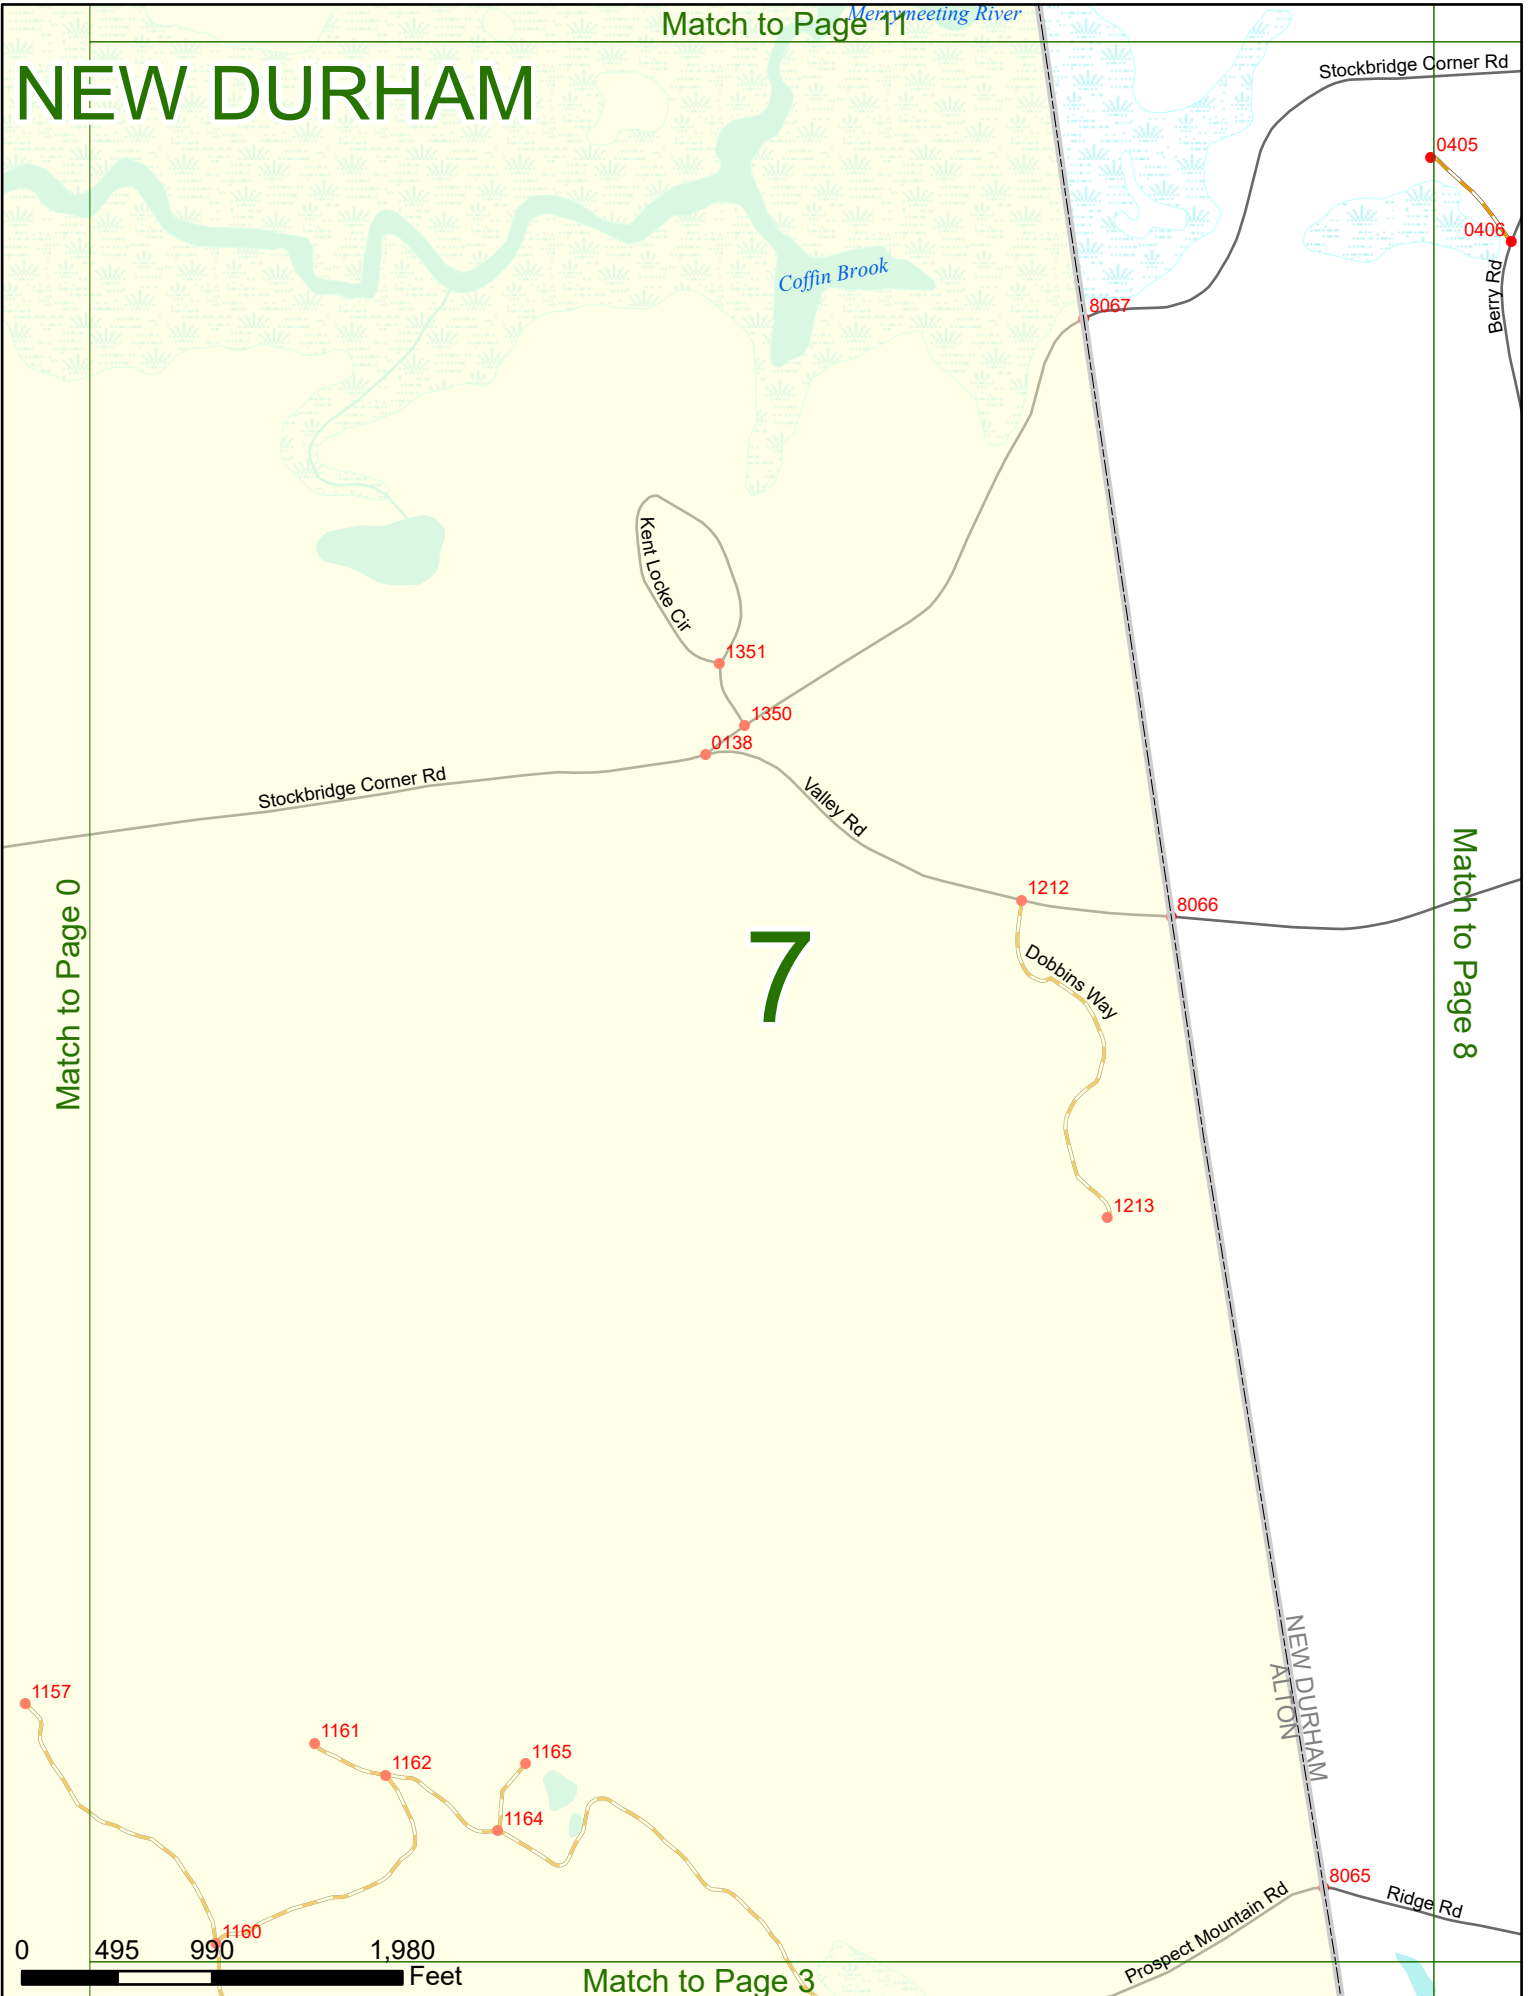 Merrymeeting River
Match to Page 11
NEW DURHAM
Stockbridge Corner Rd
0405
0406
Berry Rd
Coffin Brook
8067
Kent Locke Cir
1351
1350
0138
Stockbridge Corner Rd
Valley Rd
1212
8066
Match to Page 0
7
Match to Page 8
Dobbins Way
1213
NEW DURHAM
ALTON
1157
1161
1162
1165
1164
8065
Ridge Rd
Prospect Mountain Rd
1160
0 495 990 1,980
Feet
Match to Page 3